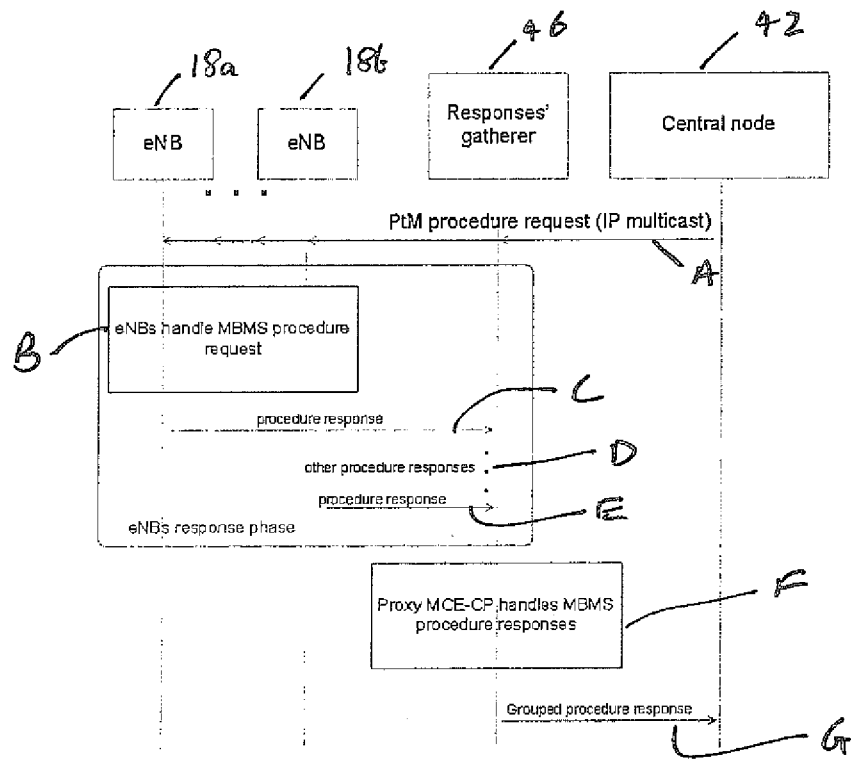 18a
18b
46
42
eNB
eNB
Responses'
gatherer
Central node
PtM procedure request (IP multicast)
A
B
eNBs handle MBMS procedure
request
C
procedure response
D
other procedure responses
procedure response
E
eNBs response phase
F
Proxy MCE-CP handles MBMS
procedure responses
Grouped procedure response
G